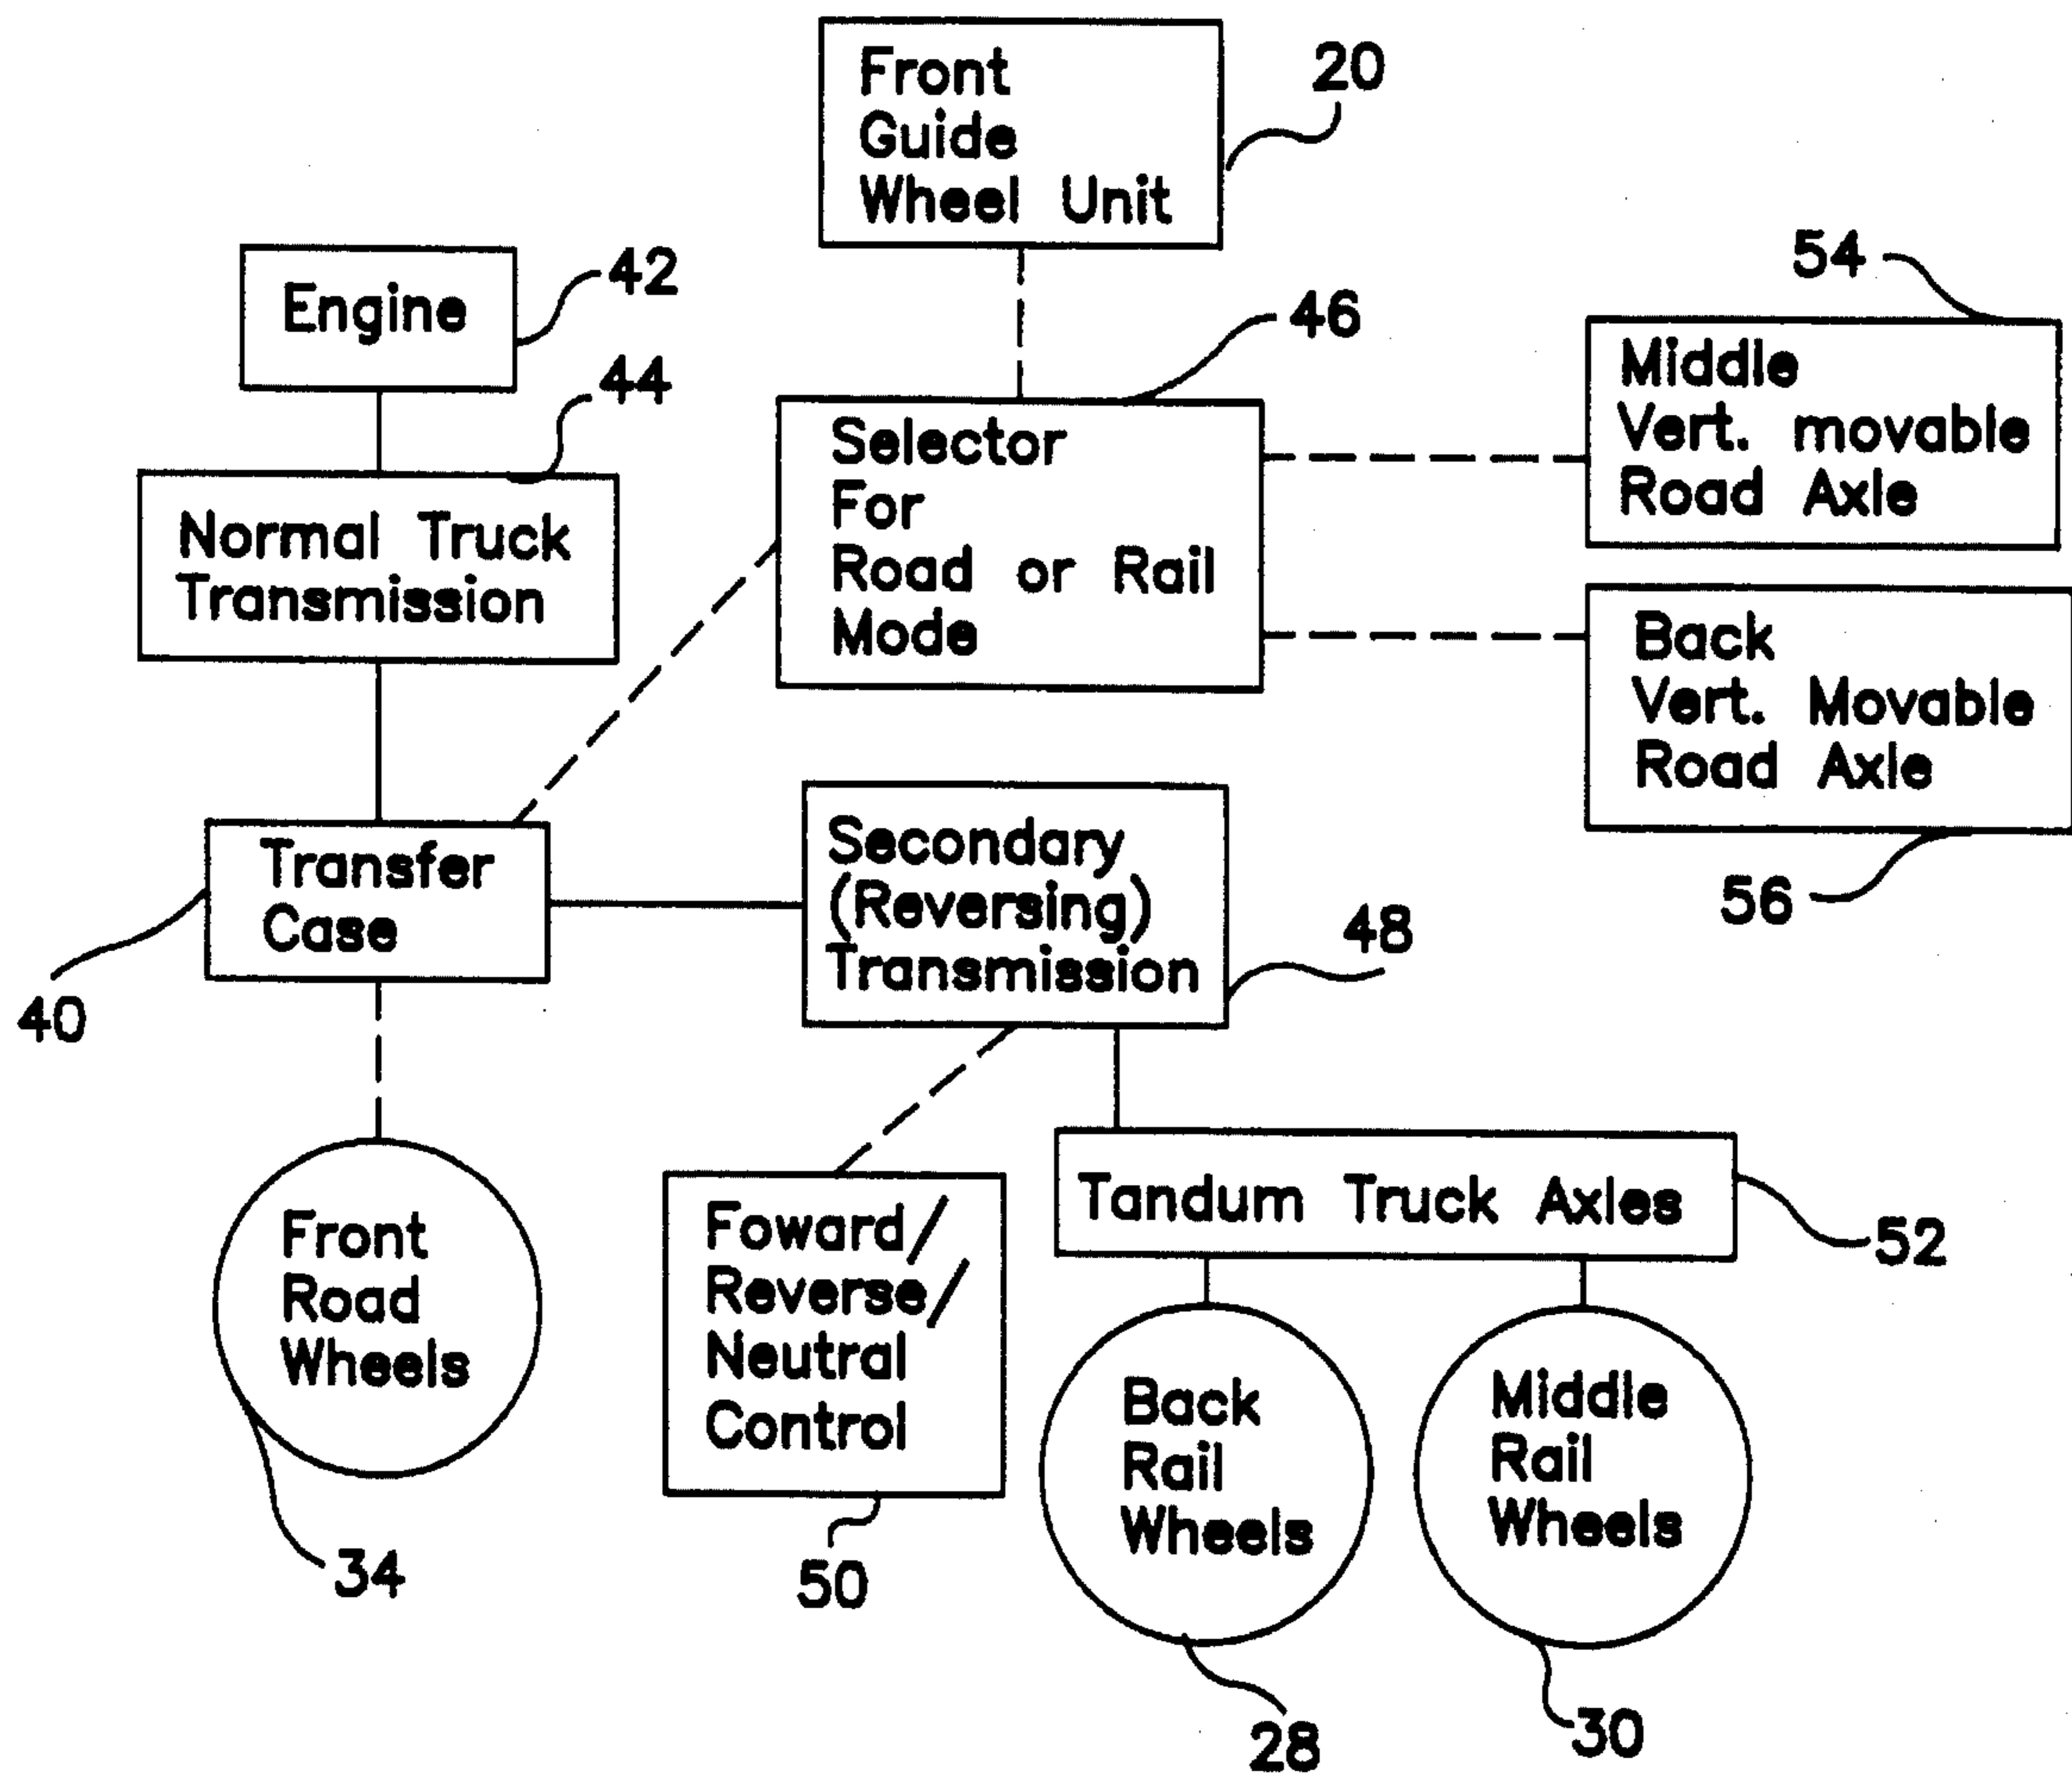 Front
Guide
Wheel Unit
20
Engine
42
44
Normal Truck
Transmission
46
Selector
For
Road or Rail
Mode
54
Middle
Vert. movable
Road Axle
Back
Vert. Movable
Road Axle
56
Transfer
Case
40
Secondary
(Reversing)
Transmission
48
Front
Road
Wheels
34
Foward/
Reverse/
Neutral
Control
50
Tandum Truck Axles
52
Back
Rail
Wheels
28
Middle
Rail
Wheels
30